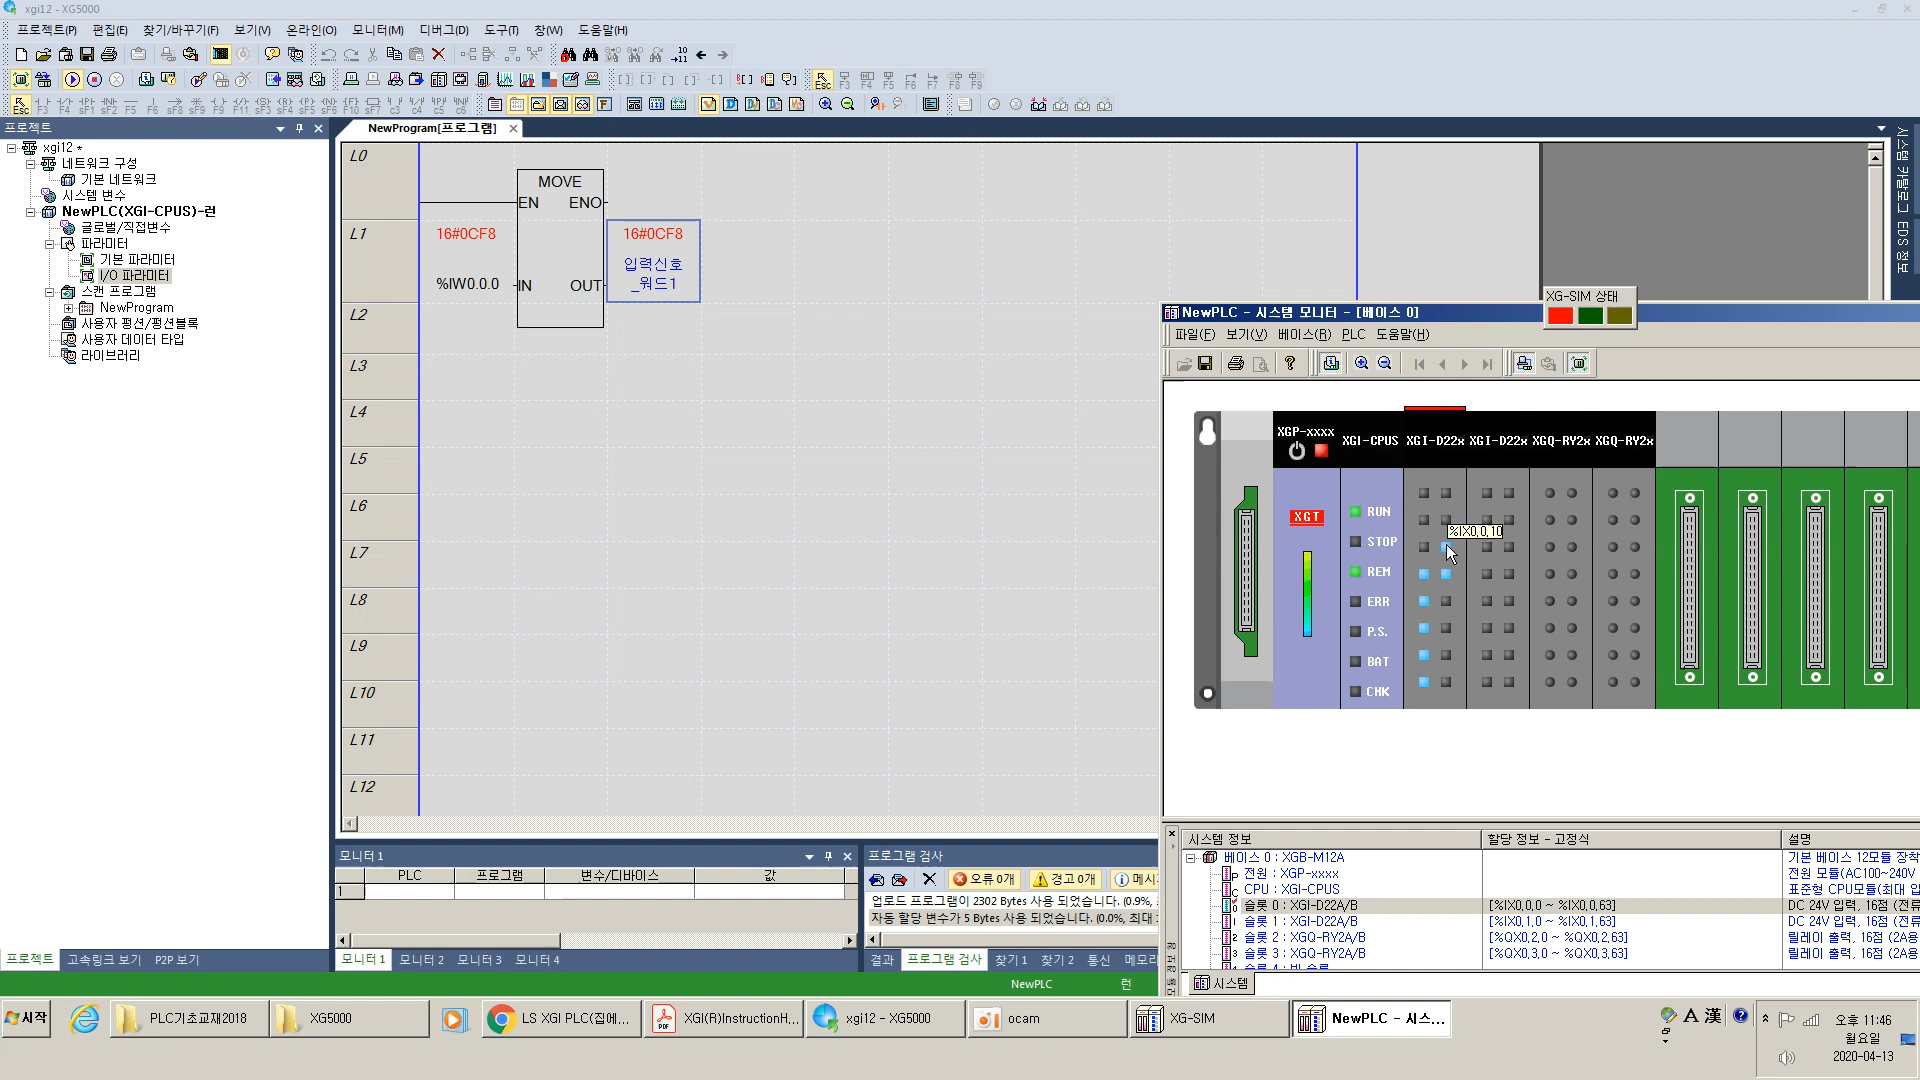 xgi12 - XG5000
프로젝트(P) 편집(E) 찾기/바꾸기(F) 보기(V) 온라인(O) 모니터(M) 디버그(D) 도구(T) 창(W) 도움말(H)
프로젝트
NewProgram[프로그램]
xgi12 *
네트워크 구성
기본 네트워크
시스템 변수
NewPLC(XGI-CPUS)-런
글로벌/직접변수
파라미터
기본 파라미터
I/O 파라미터
스캔 프로그램
NewProgram
사용자 펑션/펑션블록
사용자 데이터 타입
라이브러리
L0
MOVE
EN ENO
L1
16#0CF8 16#0CF8
입력신호
_워드1
%IW0.0.0 IN OUT
L2
L3
L4
L5
L6
L7
L8
L9
L10
L11
L12
시스템 카탈로그
EDS 정보
XG-SIM 상태
NewPLC - 시스템 모니터 - [베이스 0]
파일(F) 보기(V) 베이스(R) PLC 도움말(H)
XGP-xxxx XGI-CPUS XGI-D22x XGI-D22x XGQ-RY2x XGQ-RY2x
XGT
RUN
STOP
REM
ERR
P.S.
BAT
CHK
%IX0,0,10
시스템 정보 할당 정보 - 고정식 설명
베이스 0 : XGB-M12A 기본 베이스 12모듈 장착
전원 : XGP-xxxx 전원 모듈(AC100~240V
CPU : XGI-CPUS 표준형 CPU모듈(최대 입
슬롯 0 : XGI-D22A/B [%IX0,0,0 ~ %IX0,0,63] DC 24V 입력, 16점 (전류
슬롯 1 : XGI-D22A/B [%IX0,1,0 ~ %IX0,1,63] DC 24V 입력, 16점 (전류
슬롯 2 : XGQ-RY2A/B [%QX0,2,0 ~ %QX0,2,63] 릴레이 출력, 16점 (2A용
슬롯 3 : XGQ-RY2A/B [%QX0,3,0 ~ %QX0,3,63] 릴레이 출력, 16점 (2A용
시스템
모니터 1
PLC 프로그램 변수/디바이스 값
1
프로그램 검사
오류 0개 경고 0개 메시
업로드 프로그램이 2302 Bytes 사용 되었습니다. (0.9%,
자동 할당 변수가 5 Bytes 사용 되었습니다. (0.0%, 최대
프로젝트 고속링크 보기 P2P 보기
모니터 1 모니터 2 모니터 3 모니터 4
결과 프로그램 검사 찾기 1 찾기 2 통신 메모리
NewPLC 런
시작
PLC기초교재2018
XG5000
LS XGI PLC(집에...
XGI(R)InstructionH...
xgi12 - XG5000
ocam
XG-SIM
NewPLC - 시스...
A 漢
오후 11:46
월요일
2020-04-13